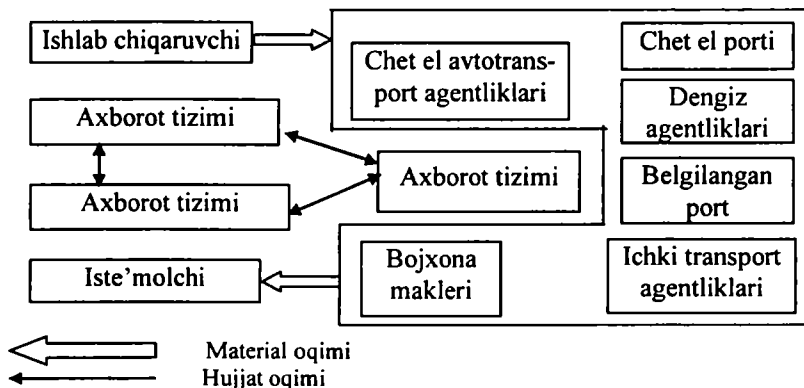 Ishlab chiqaruvchi
Chet el avtotrans-
port agentliklari
Chet el porti
Dengiz
agentliklari
Axborot tizimi
Axborot tizimi
Axborot tizimi
Belgilangan
port
Iste’molchi
Bojxona
makleri
Ichki transport
agentliklari
Material oqimi
Hujjat oqimi